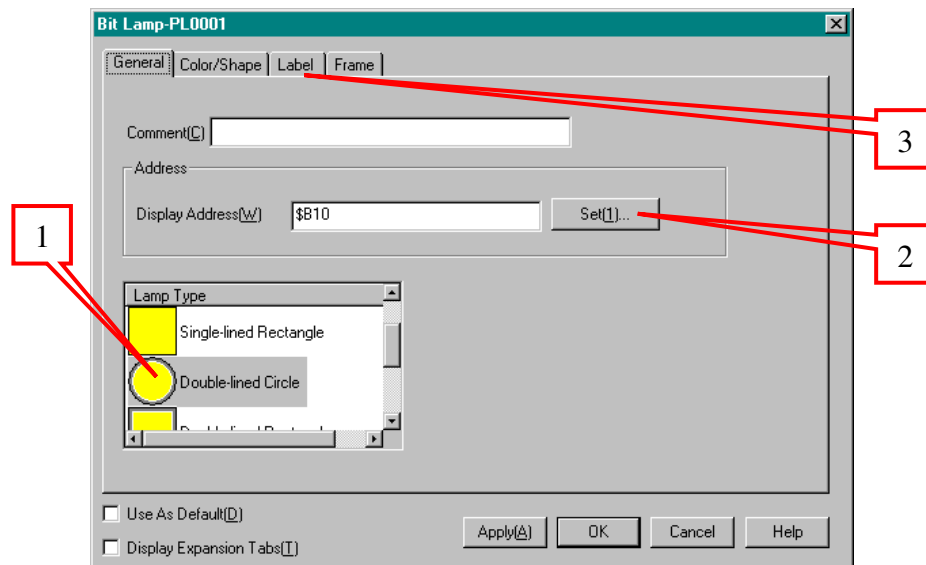 Bit Lamp-PL0001
General Color/Shape Label Frame
Comment(C)
3
Address
Display Address(W) $B10 Set(1)...
1
2
Lamp Type
Single-lined Rectangle
Double-lined Circle
Use As Default(D)
Apply(A) OK Cancel Help
Display Expansion Tabs(T)